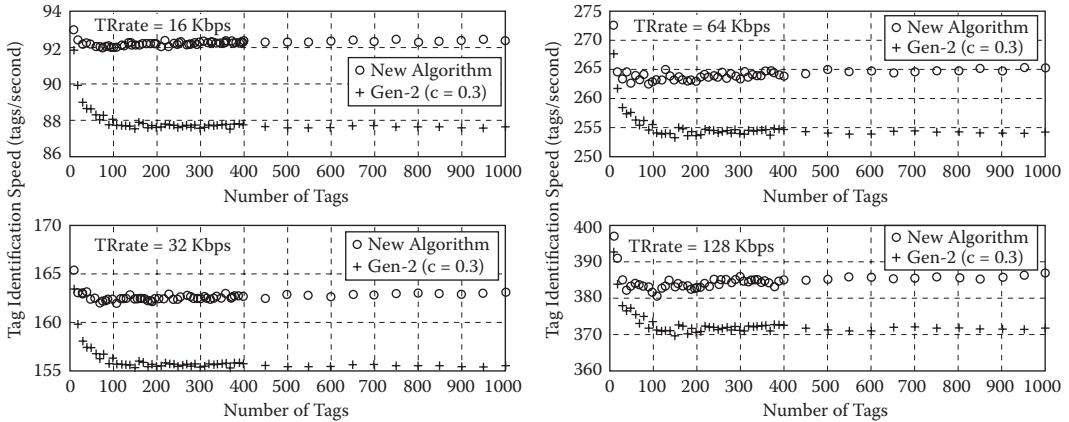 Tag Identification Speed (tags/second)
94
92
90
88
86
TRrate = 16 Kbps
New Algorithm
Gen-2 (c = 0.3)
0 100 200 300 400 500 600 700 800 900 1000
Number of Tags
170
165
160
155
TRrate = 32 Kbps
New Algorithm
Gen-2 (c = 0.3)
0 100 200 300 400 500 600 700 800 900 1000
Number of Tags
Tag Identification Speed (tags/second)
275
270
265
260
255
250
TRrate = 64 Kbps
New Algorithm
Gen-2 (c = 0.3)
0 100 200 300 400 500 600 700 800 900 1000
Number of Tags
400
390
380
370
360
TRrate = 128 Kbps
New Algorithm
Gen-2 (c = 0.3)
0 100 200 300 400 500 600 700 800 900 1000
Number of Tags